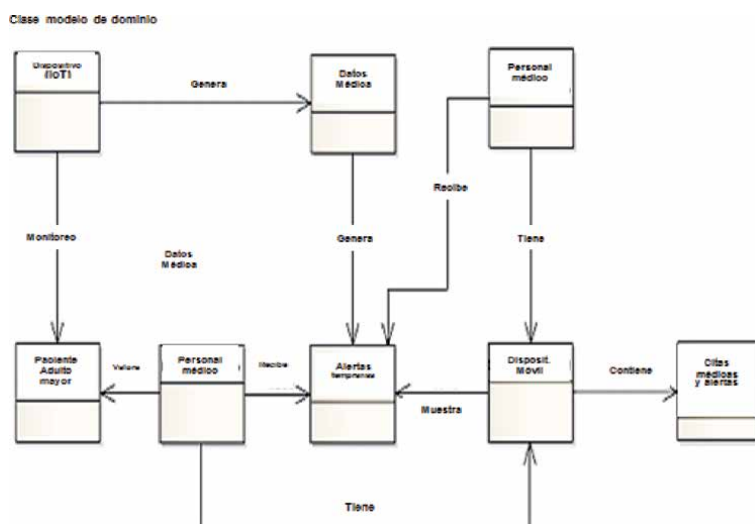 Clase modelo de dominio
Dispositivo
(IoT)
Genera
Datos
Médica
Personal
médico
Recibe
Monitoreo
Datos
Médica
Genera
Tiene
Paciente
Adulto
mayor
Valora
Personal
médico
Recibe
Alertas
tempranas
Muestra
Disposit.
Móvil
Contiene
Citas
médicas
y alertas
Tiene